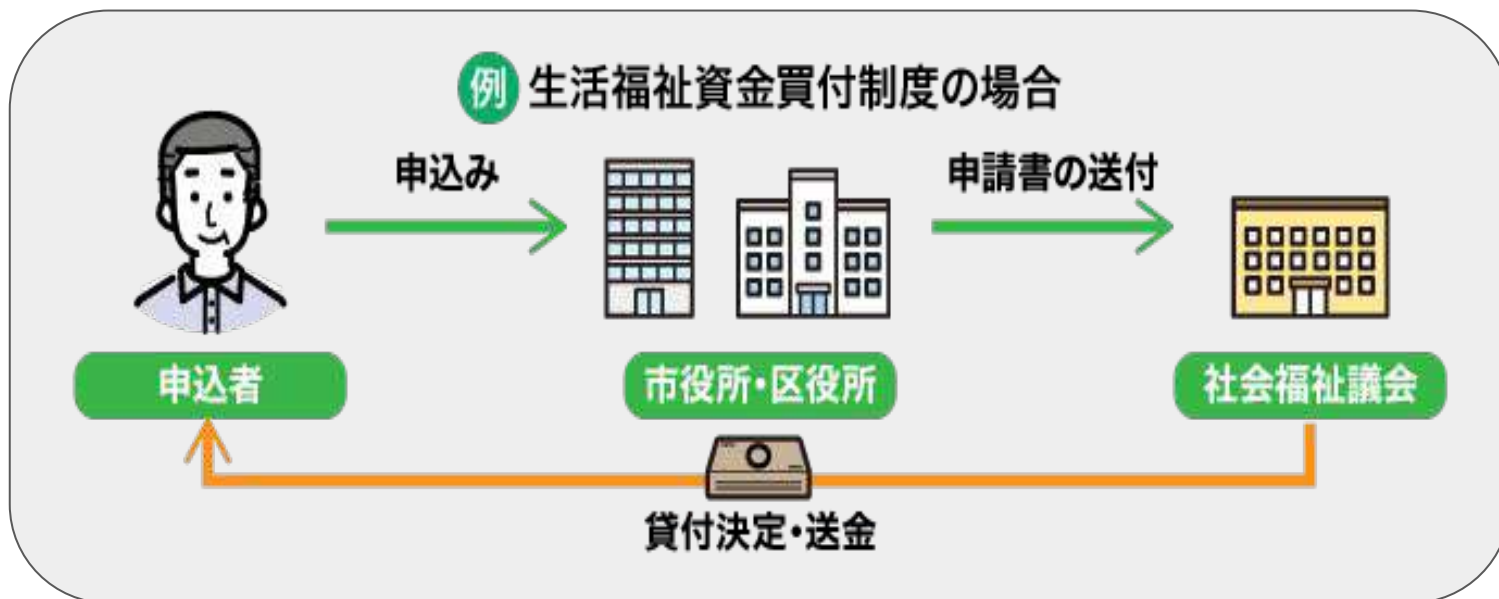 例 生活福祉資金買付制度の場合
申込み
申請書の送付
申込者
市役所・区役所
社会福祉議会
貸付決定・送金